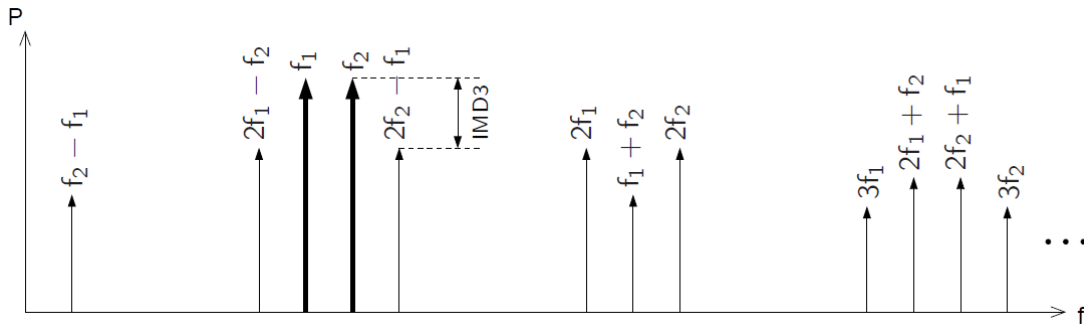 P
f₂ − f₁
2f₁ − f₂
f₁
f₂
2f₂ − f₁
IMD3
2f₁
f₁ + f₂
2f₂
3f₁
2f₁ + f₂
2f₂ + f₁
3f₂
...
f